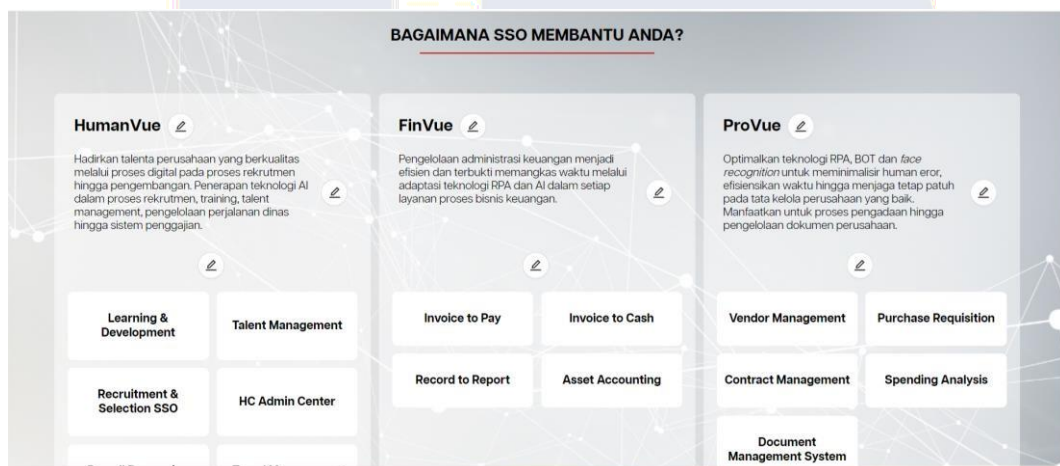 BAGAIMANA SSO MEMBANTU ANDA?
HumanVue
Hadirkan talenta perusahaan yang berkualitas
melalui proses digital pada proses rekrutmen
hingga pengembangan. Penerapan teknologi AI
dalam proses rekrutmen, training, talent
management, pengelolaan perjalanan dinas
hingga sistem penggajian.
Learning &
Development
Talent Management
Recruitment &
Selection SSO
HC Admin Center
FinVue
Pengelolaan administrasi keuangan menjadi
efisien dan terbukti memangkas waktu melalui
adaptasi teknologi RPA dan AI dalam setiap
layanan proses bisnis keuangan.
Invoice to Pay
Invoice to Cash
Record to Report
Asset Accounting
ProVue
Optimalkan teknologi RPA, BOT dan face
recognition untuk meminimalisir human eror,
efisiensikan waktu hingga menjaga tetap patuh
pada tata kelola perusahaan yang baik.
Manfaatkan untuk proses pengadaan hingga
pengelolaan dokumen perusahaan.
Vendor Management
Purchase Requisition
Contract Management
Spending Analysis
Document
Management System